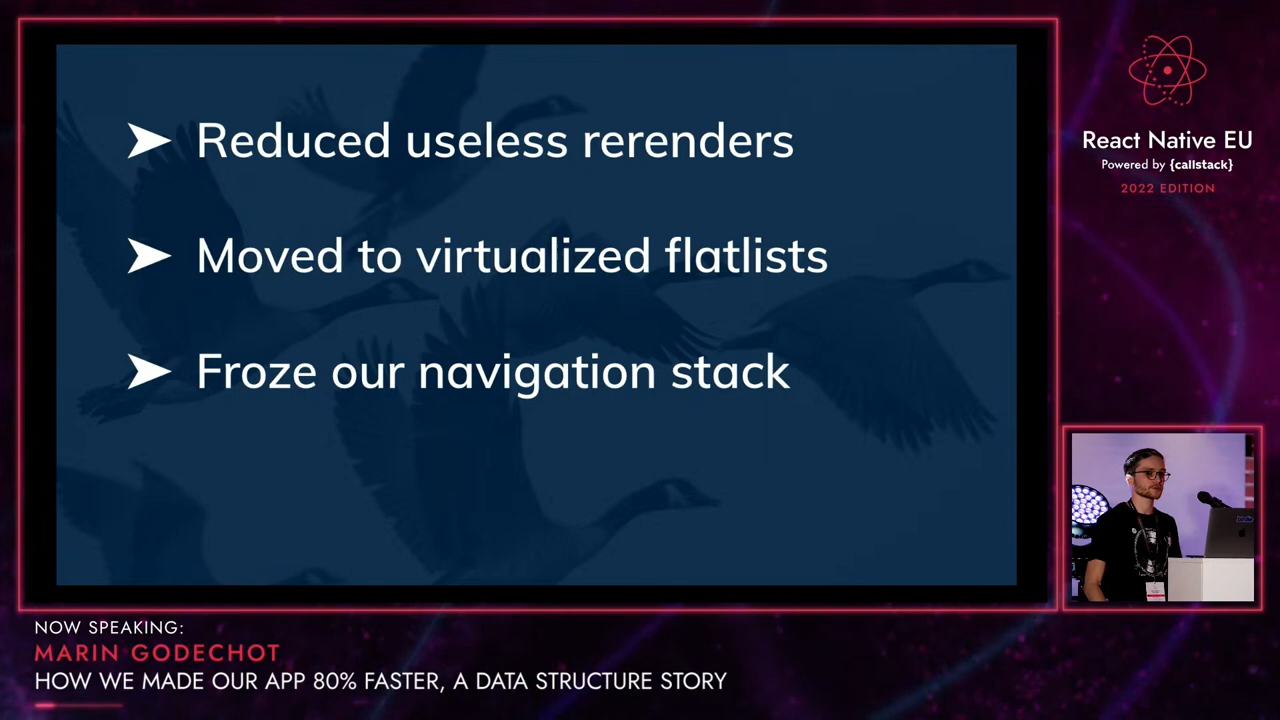 Reduced useless rerenders
Moved to virtualized flatlists
Froze our navigation stack
React Native EU
Powered by {callstack}
2022 EDITION
NOW SPEAKING:
MARIN GODECHOT
HOW WE MADE OUR APP 80% FASTER, A DATA STRUCTURE STORY